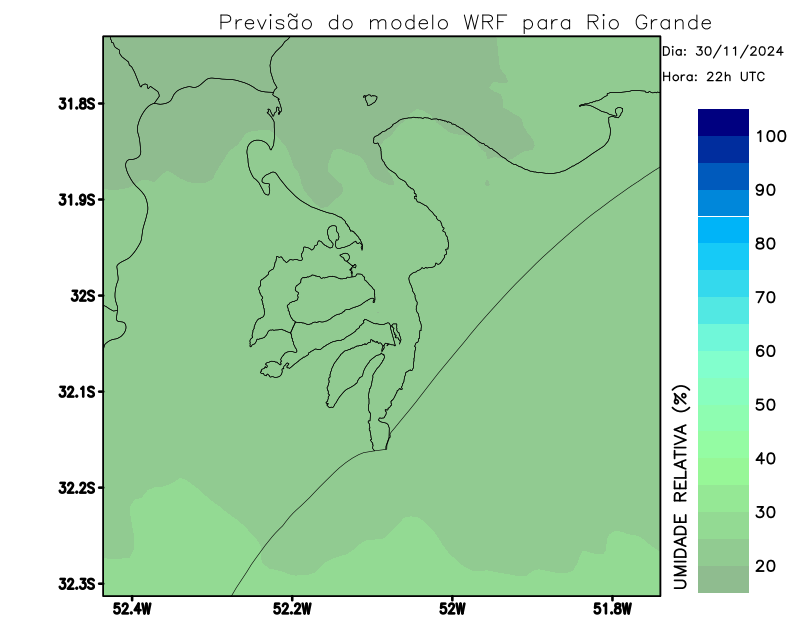 Previsão do modelo WRF para Rio Grande
Dia: 30/11/2024
Hora: 22h UTC
31.8S
31.9S
32S
32.1S
32.2S
32.3S
52.4W
52.2W
52W
51.8W
UMIDADE RELATIVA (%)
100
90
80
70
60
50
40
30
20